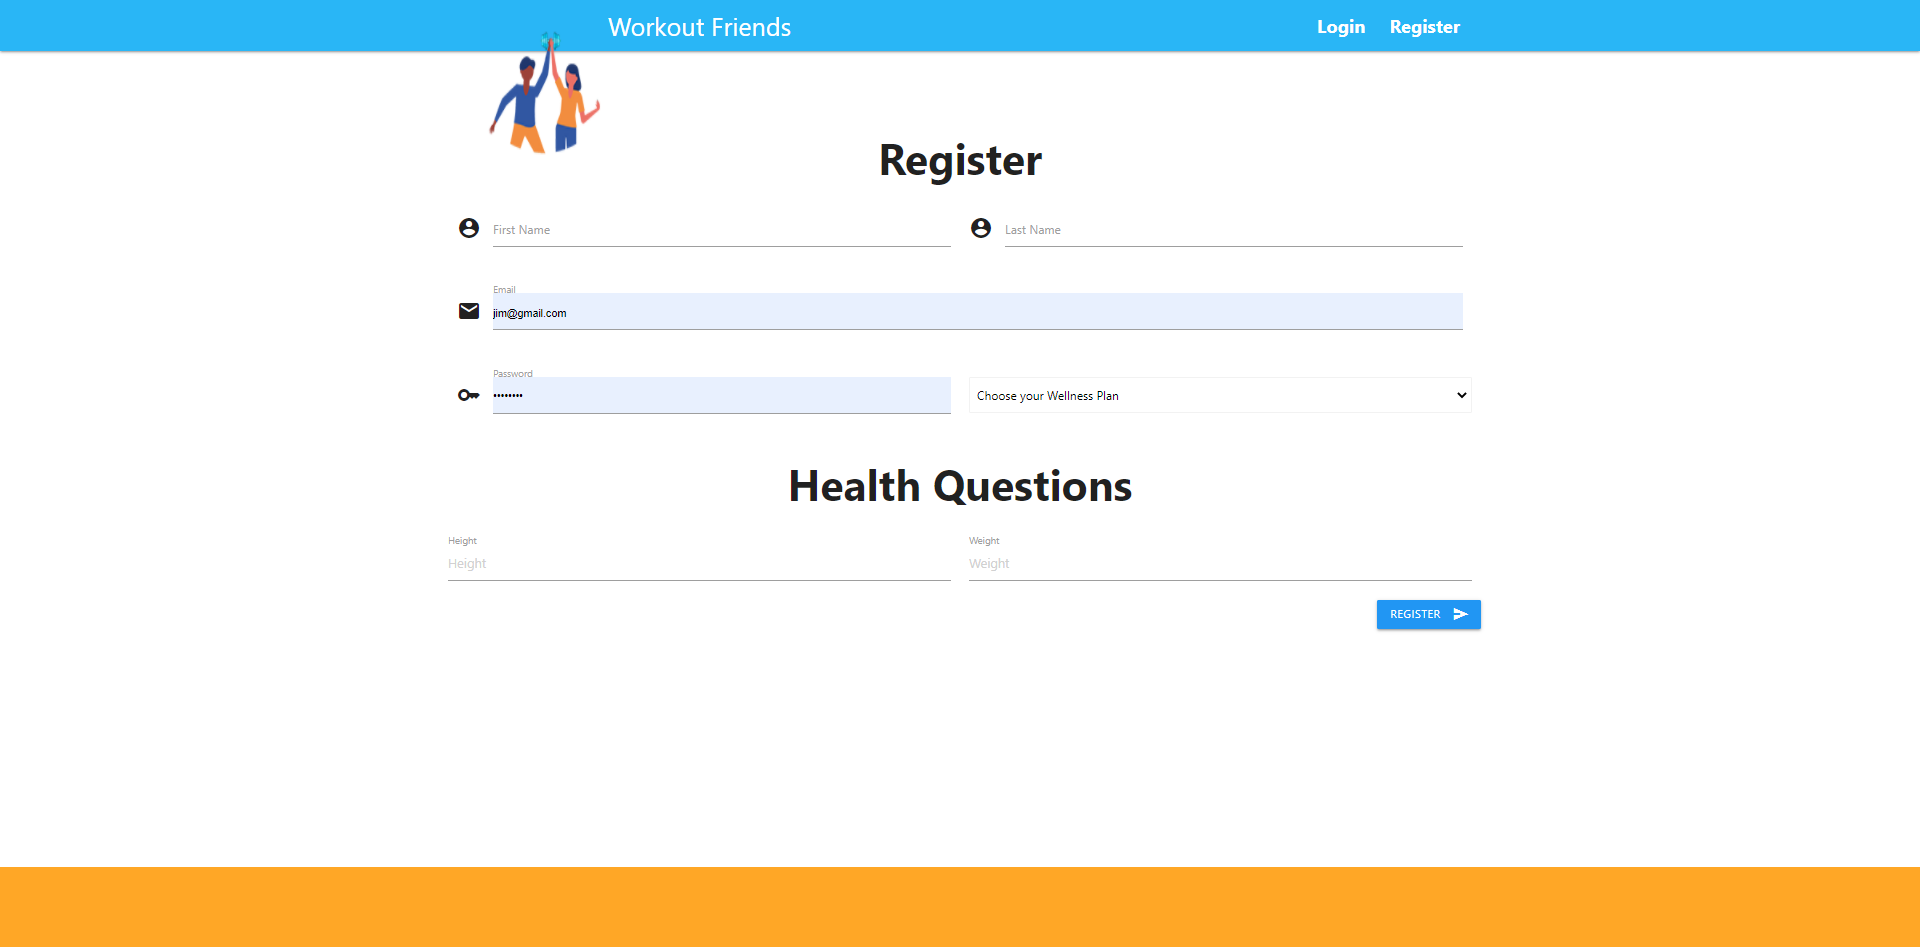 Workout Friends
Login Register
Register
First Name Last Name
Email
jim@gmail.com
Password
•••••••• Choose your Wellness Plan
Health Questions
Height Weight
Height Weight
REGISTER